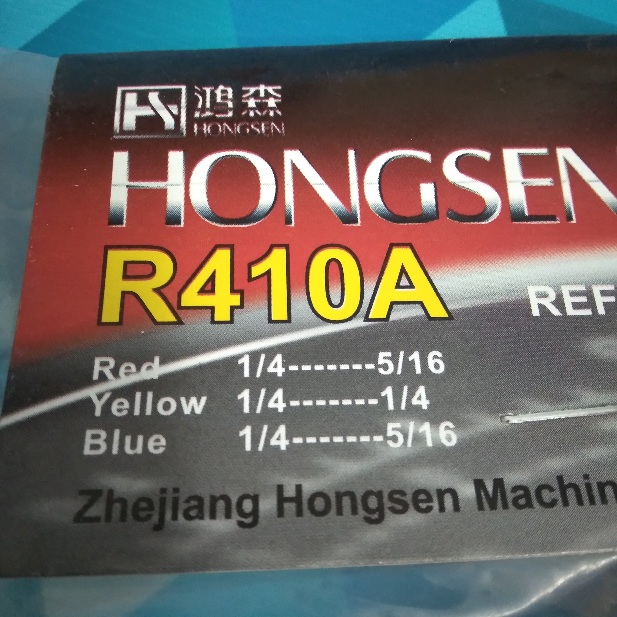 HS 鸿森
HONGSEN
HONGSEN
R410A
REF
Red 1/4-------5/16
Yellow 1/4-------1/4
Blue 1/4-------5/16
Zhejiang Hongsen Machin